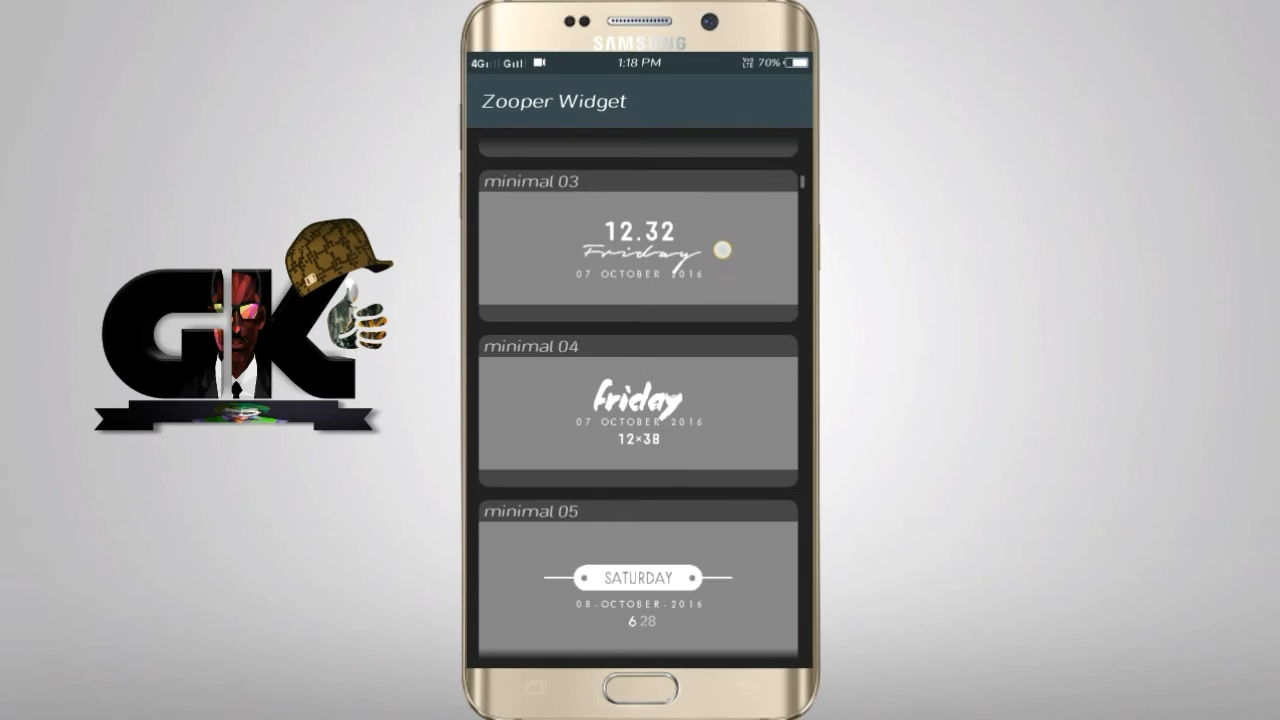 GK
SAMSUNG
4G G 1:18 PM VoLTE 70%
Zooper Widget
minimal 03
12.32
Friday
07 OCTOBER 2016
minimal 04
friday
07 OCTOBER 2016
12×38
minimal 05
SATURDAY
08-OCTOBER-2016
6 28